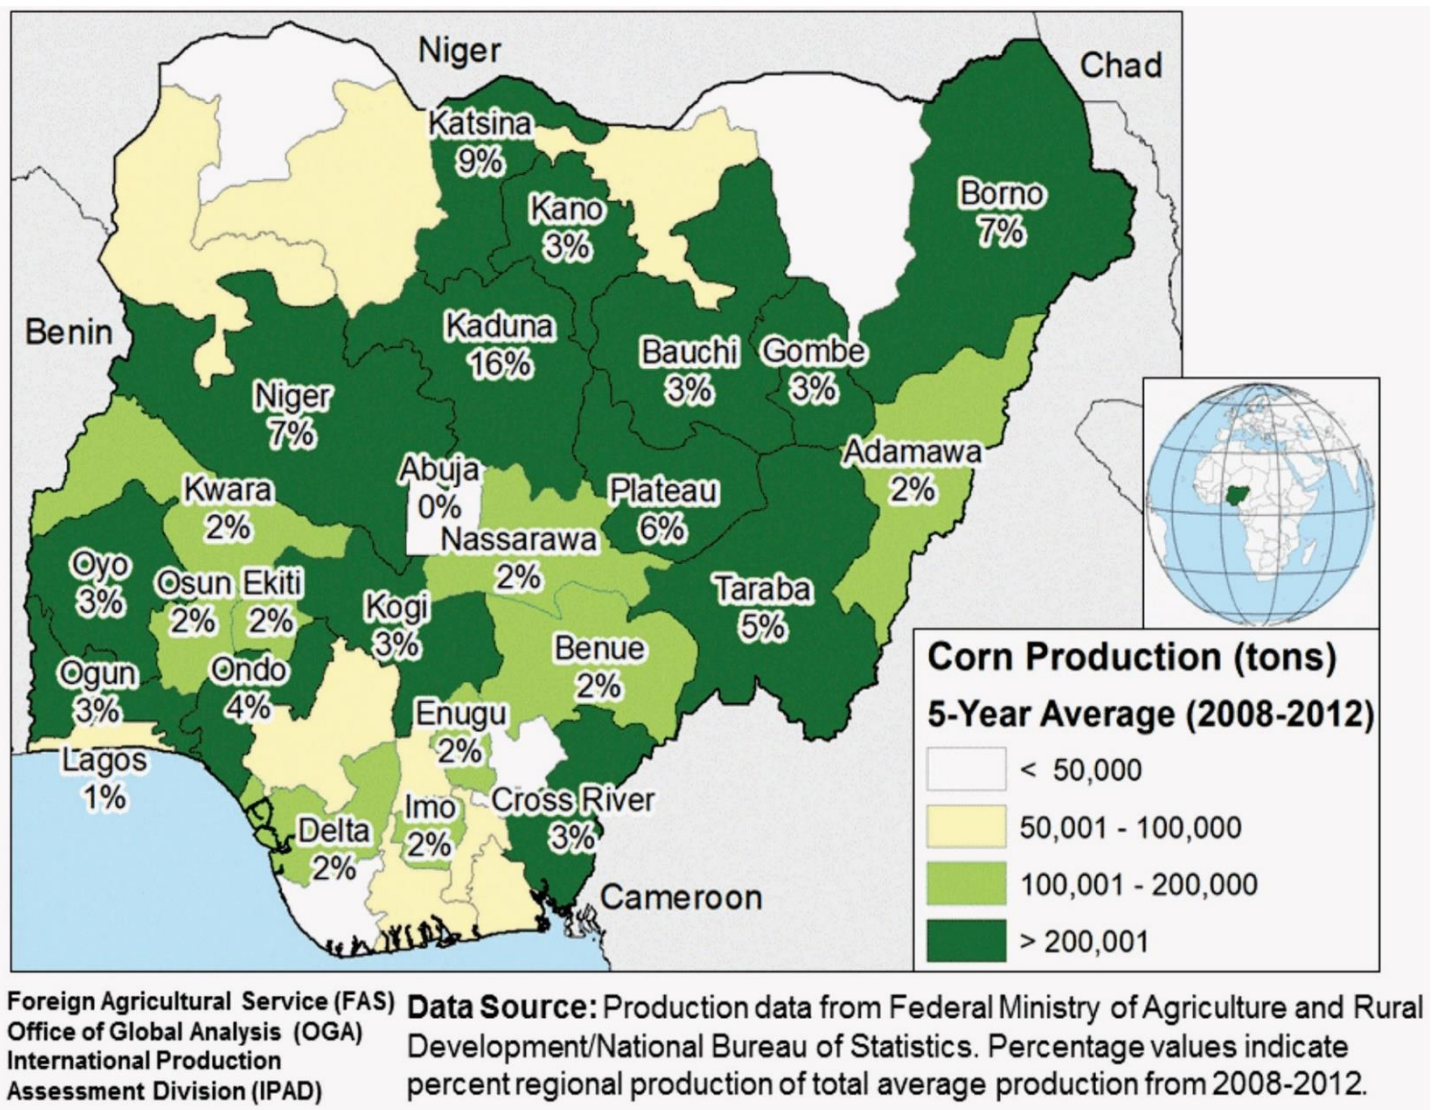 Niger
Chad
Katsina
9%
Kano
3%
Borno
7%
Benin
Kaduna
16%
Bauchi
3%
Gombe
3%
Niger
7%
Adamawa
2%
Abuja
0%
Kwara
2%
Plateau
6%
Nassarawa
2%
Oyo
3%
Osun
2%
Ekiti
2%
Kogi
3%
Taraba
5%
Benue
2%
Ogun
3%
Ondo
4%
Enugu
2%
Lagos
1%
Imo
2%
Cross River
3%
Delta
2%
Cameroon
Corn Production (tons)
5-Year Average (2008-2012)
< 50,000
50,001 - 100,000
100,001 - 200,000
> 200,001
Foreign Agricultural Service (FAS)
Office of Global Analysis (OGA)
International Production
Assessment Division (IPAD)
Data Source: Production data from Federal Ministry of Agriculture and Rural
Development/National Bureau of Statistics. Percentage values indicate
percent regional production of total average production from 2008-2012.